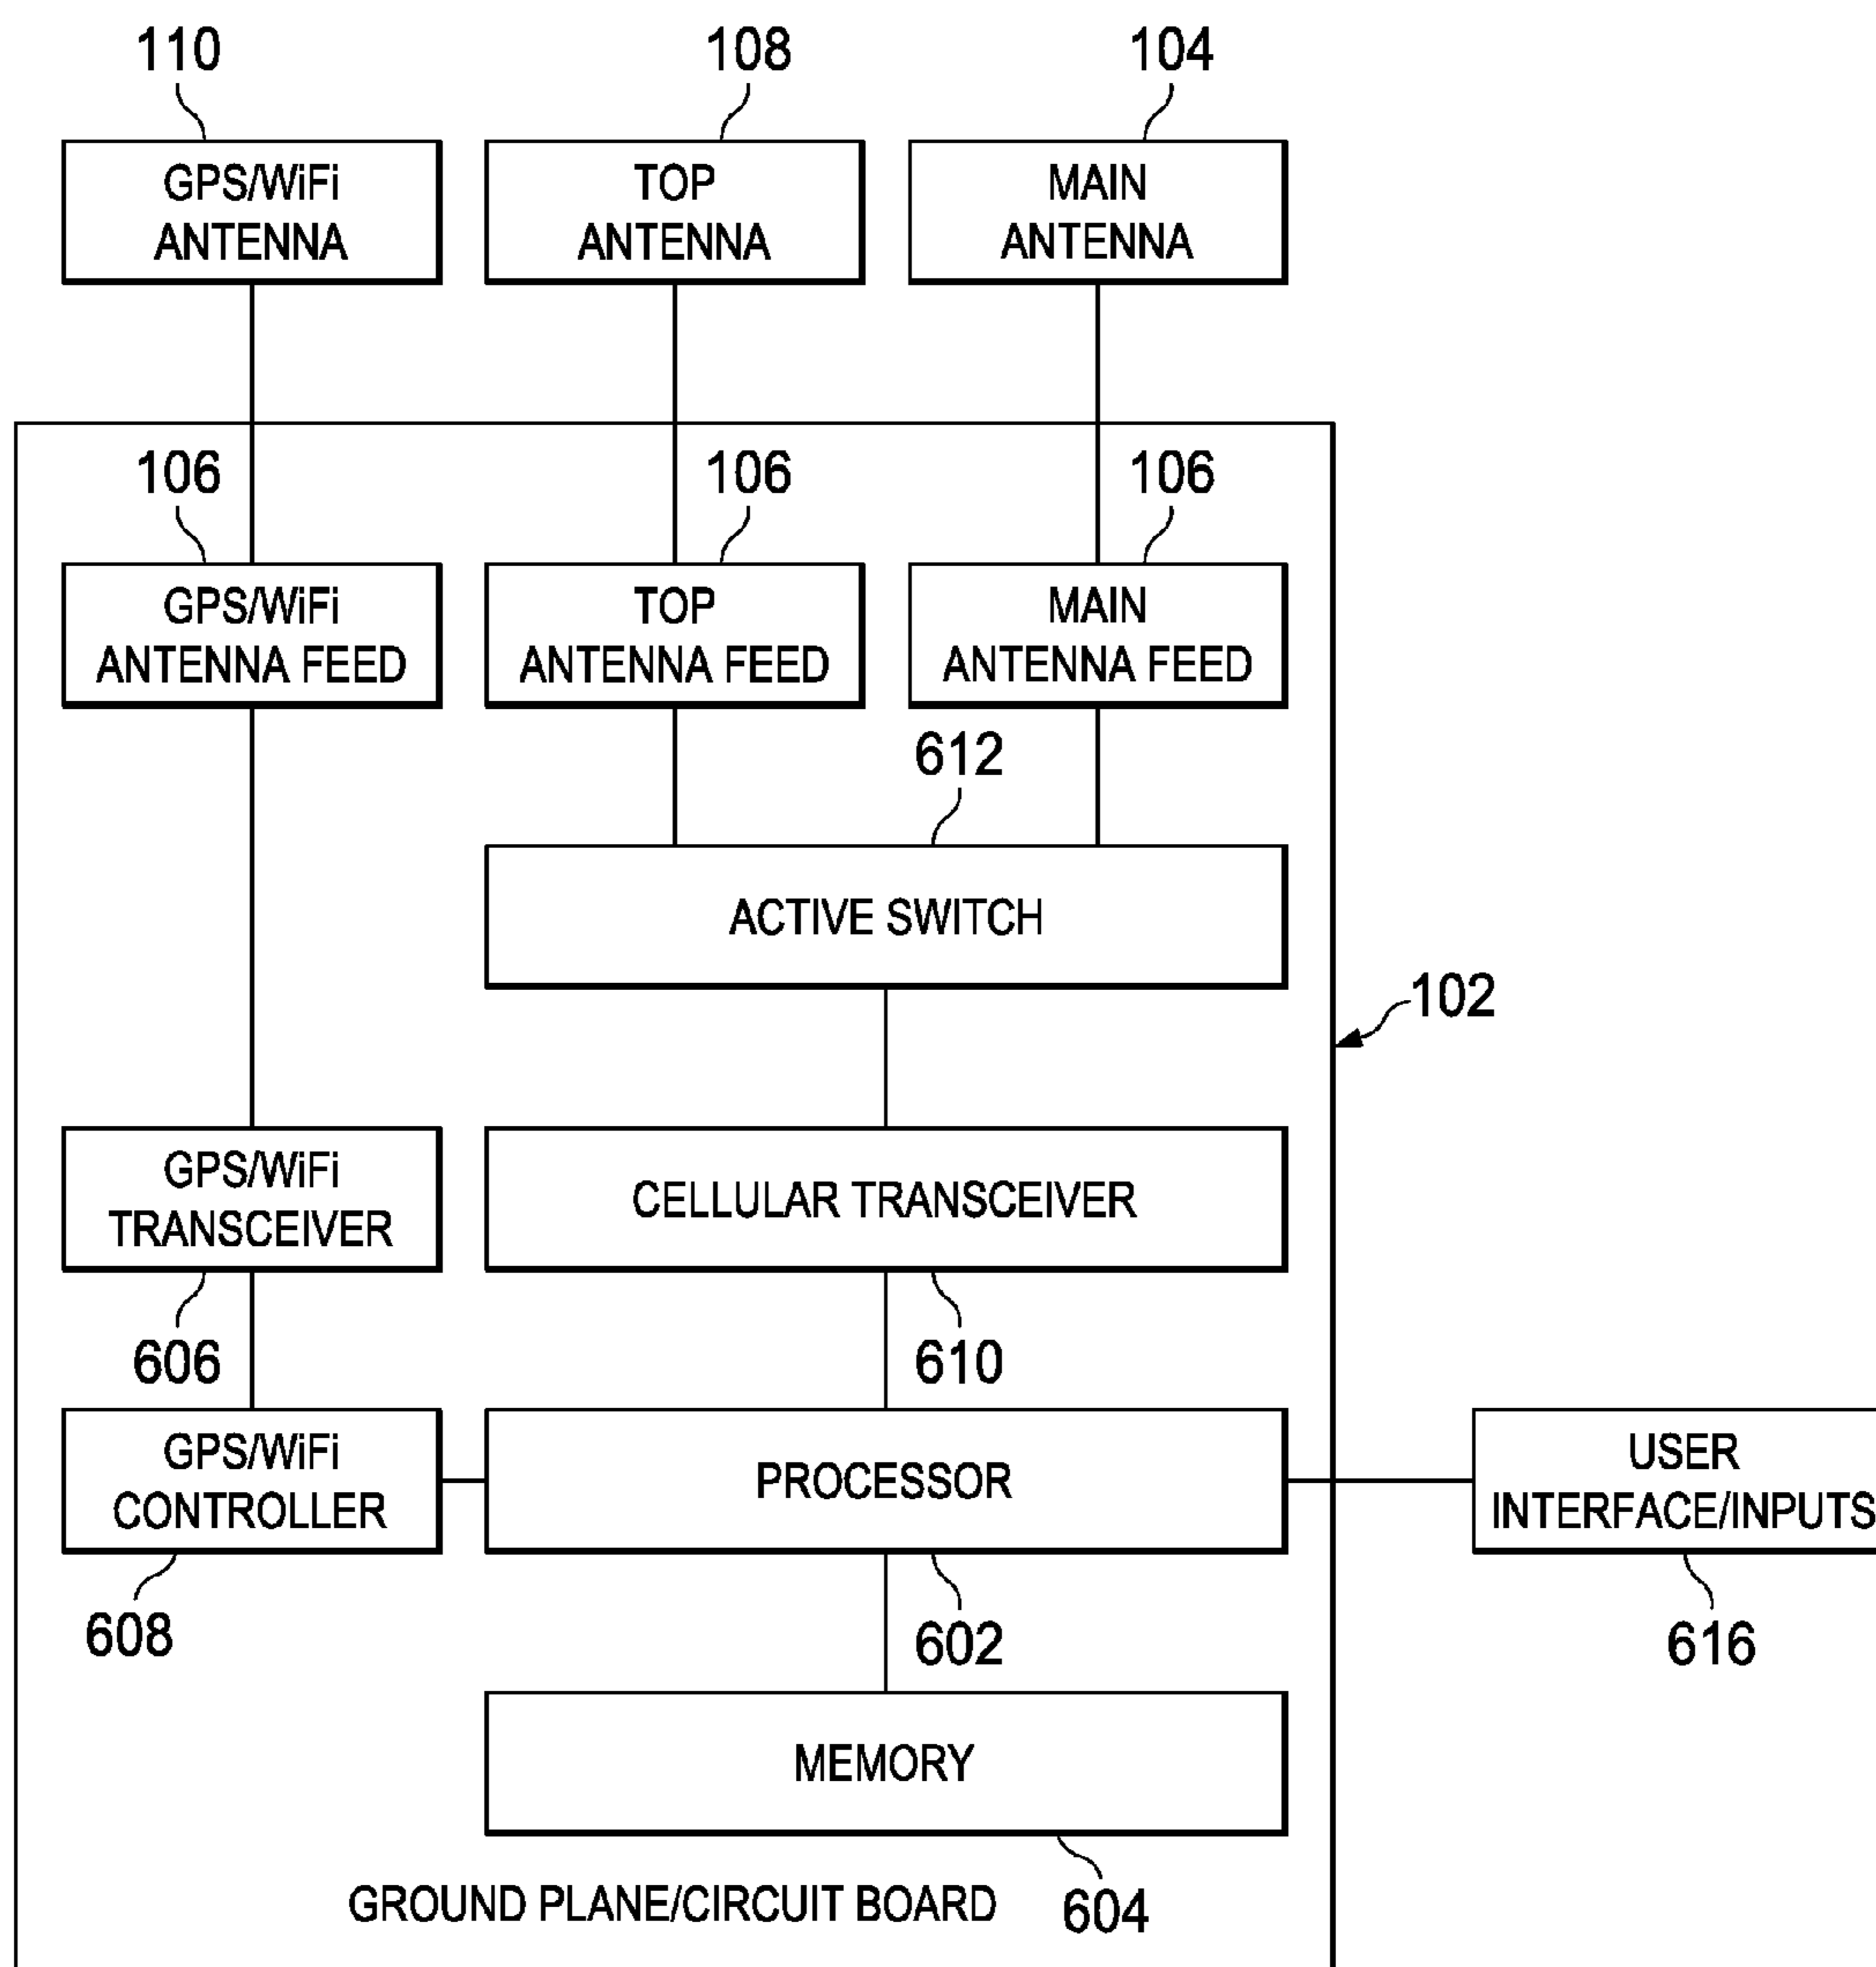 110
108
104
GPS/WiFi
ANTENNA
TOP
ANTENNA
MAIN
ANTENNA
106
106
106
GPS/WiFi
ANTENNA FEED
TOP
ANTENNA FEED
MAIN
ANTENNA FEED
612
ACTIVE SWITCH
102
GPS/WiFi
TRANSCEIVER
CELLULAR TRANSCEIVER
606
610
GPS/WiFi
CONTROLLER
PROCESSOR
USER
INTERFACE/INPUTS
608
602
616
MEMORY
GROUND PLANE/CIRCUIT BOARD
604